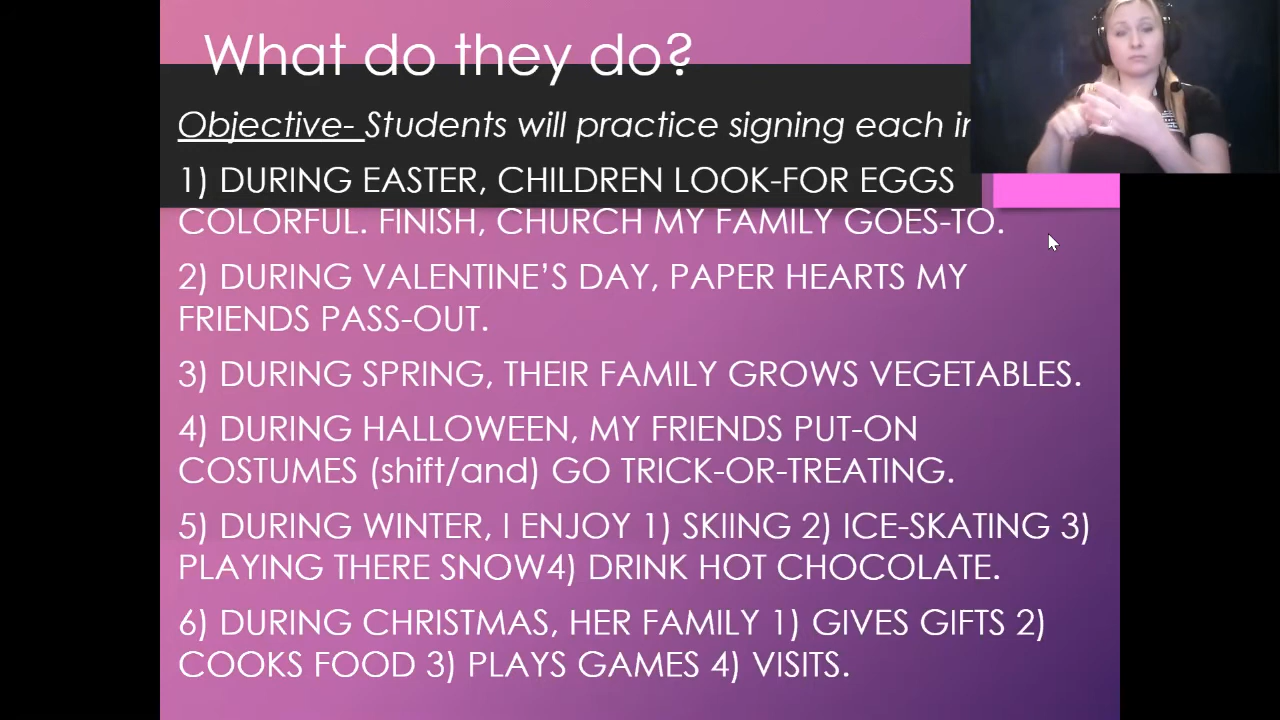 What do they do?
Objective- Students will practice signing each
1) DURING EASTER, CHILDREN LOOK-FOR EGGS
COLORFUL. FINISH, CHURCH MY FAMILY GOES-TO.
2) DURING VALENTINE’S DAY, PAPER HEARTS MY
FRIENDS PASS-OUT.
3) DURING SPRING, THEIR FAMILY GROWS VEGETABLES.
4) DURING HALLOWEEN, MY FRIENDS PUT-ON
COSTUMES (shift/and) GO TRICK-OR-TREATING.
5) DURING WINTER, I ENJOY 1) SKIING 2) ICE-SKATING 3)
PLAYING THERE SNOW4) DRINK HOT CHOCOLATE.
6) DURING CHRISTMAS, HER FAMILY 1) GIVES GIFTS 2)
COOKS FOOD 3) PLAYS GAMES 4) VISITS.